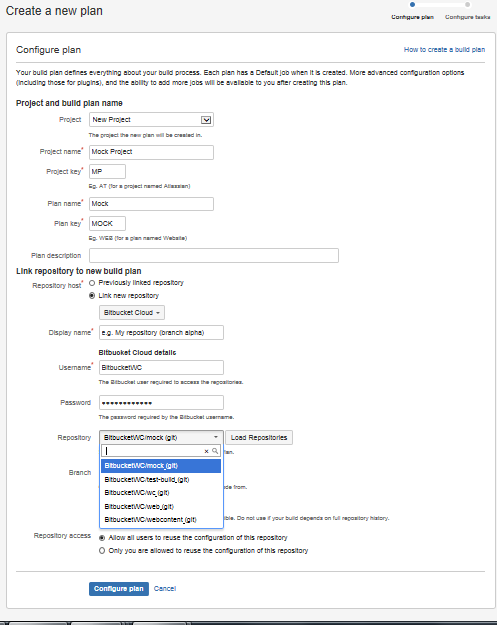 Create a new plan
Configure plan
Configure tasks
Configure plan
How to create a build plan
Your build plan defines everything about your build process. Each plan has a Default job when it is created. More advanced configuration options
(including those for plugins), and the ability to add more jobs will be available to you after creating this plan.
Project and build plan name
Project New Project
The project the new plan will be created in.
Project name* Mock Project
Project key* MP
Eg. AT (for a project named Atlassian)
Plan name* Mock
Plan key* MOCK
Eg. WEB (for a plan named Website)
Plan description
Link repository to new build plan
Repository host* Previously linked repository
Link new repository
Bitbucket Cloud
Display name* e.g. My repository (branch alpha)
Bitbucket Cloud details
Username* BitbucketWC
The Bitbucket user required to access the repositories.
Password ••••••••••••
The password required by the Bitbucket username.
Repository BitbucketWC/mock (git) Load Repositories
lan.
BitbucketWC/mock (git)
Branch
BitbucketWC/test-build (git)
de from.
BitbucketWC/wc (git)
BitbucketWC/web (git)
BitbucketWC/webcontent (git)
ible. Do not use if your build depends on full repository history.
Repository access Allow all users to reuse the configuration of this repository
Only you are allowed to reuse the configuration of this repository
Configure plan Cancel